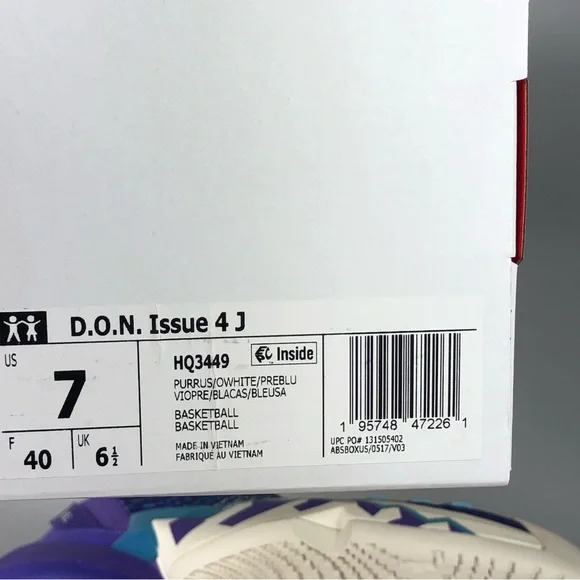 D.O.N. Issue 4 J
US
7
F
40
UK
6½
HQ3449
Inside
PURRUS/OWHITE/PREBLU
VIOPRE/BLACAS/BLEUSA
BASKETBALL
BASKETBALL
MADE IN VIETNAM
FABRIQUÉ AU VIETNAM
1 95748 47226 1
UPC PO# 131505402
ABSBOXUS/0517/V03